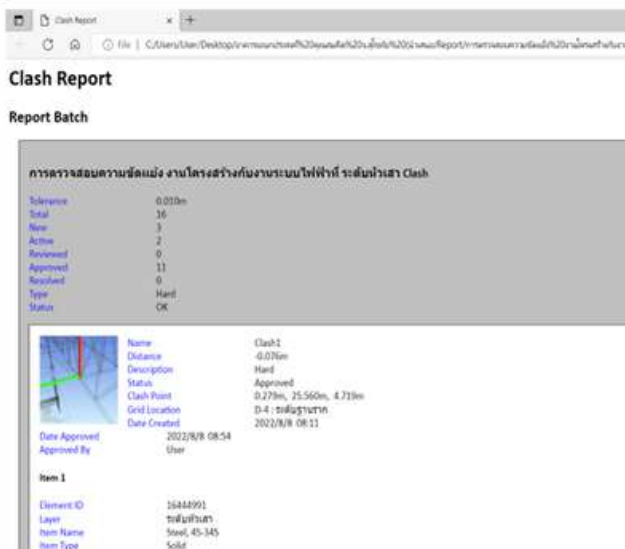 Clash Report
File | C:/Users/User/Desktop/
Clash Report
Report Batch
การตรวจสอบความขัดแย้ง งานโครงสร้างกับงานระบบไฟฟ้าที่ ระดับหัวเสา Clash
Tolerance 0.010m
Total 16
New 3
Active 2
Reviewed 0
Approved 11
Resolved 0
Type Hard
Status OK
Name Clash1
Distance -0.076m
Description Hard
Status Approved
Clash Point 0.279m, 25.560m, 4.719m
Grid Location D-4 : ระดับฐานราก
Date Created 2022/8/8 08:11
Date Approved 2022/8/8 08:54
Approved By User
Item 1
Element ID 16444991
Layer ระดับหัวเสา
Item Name Steel, 45-345
Item Type Solid